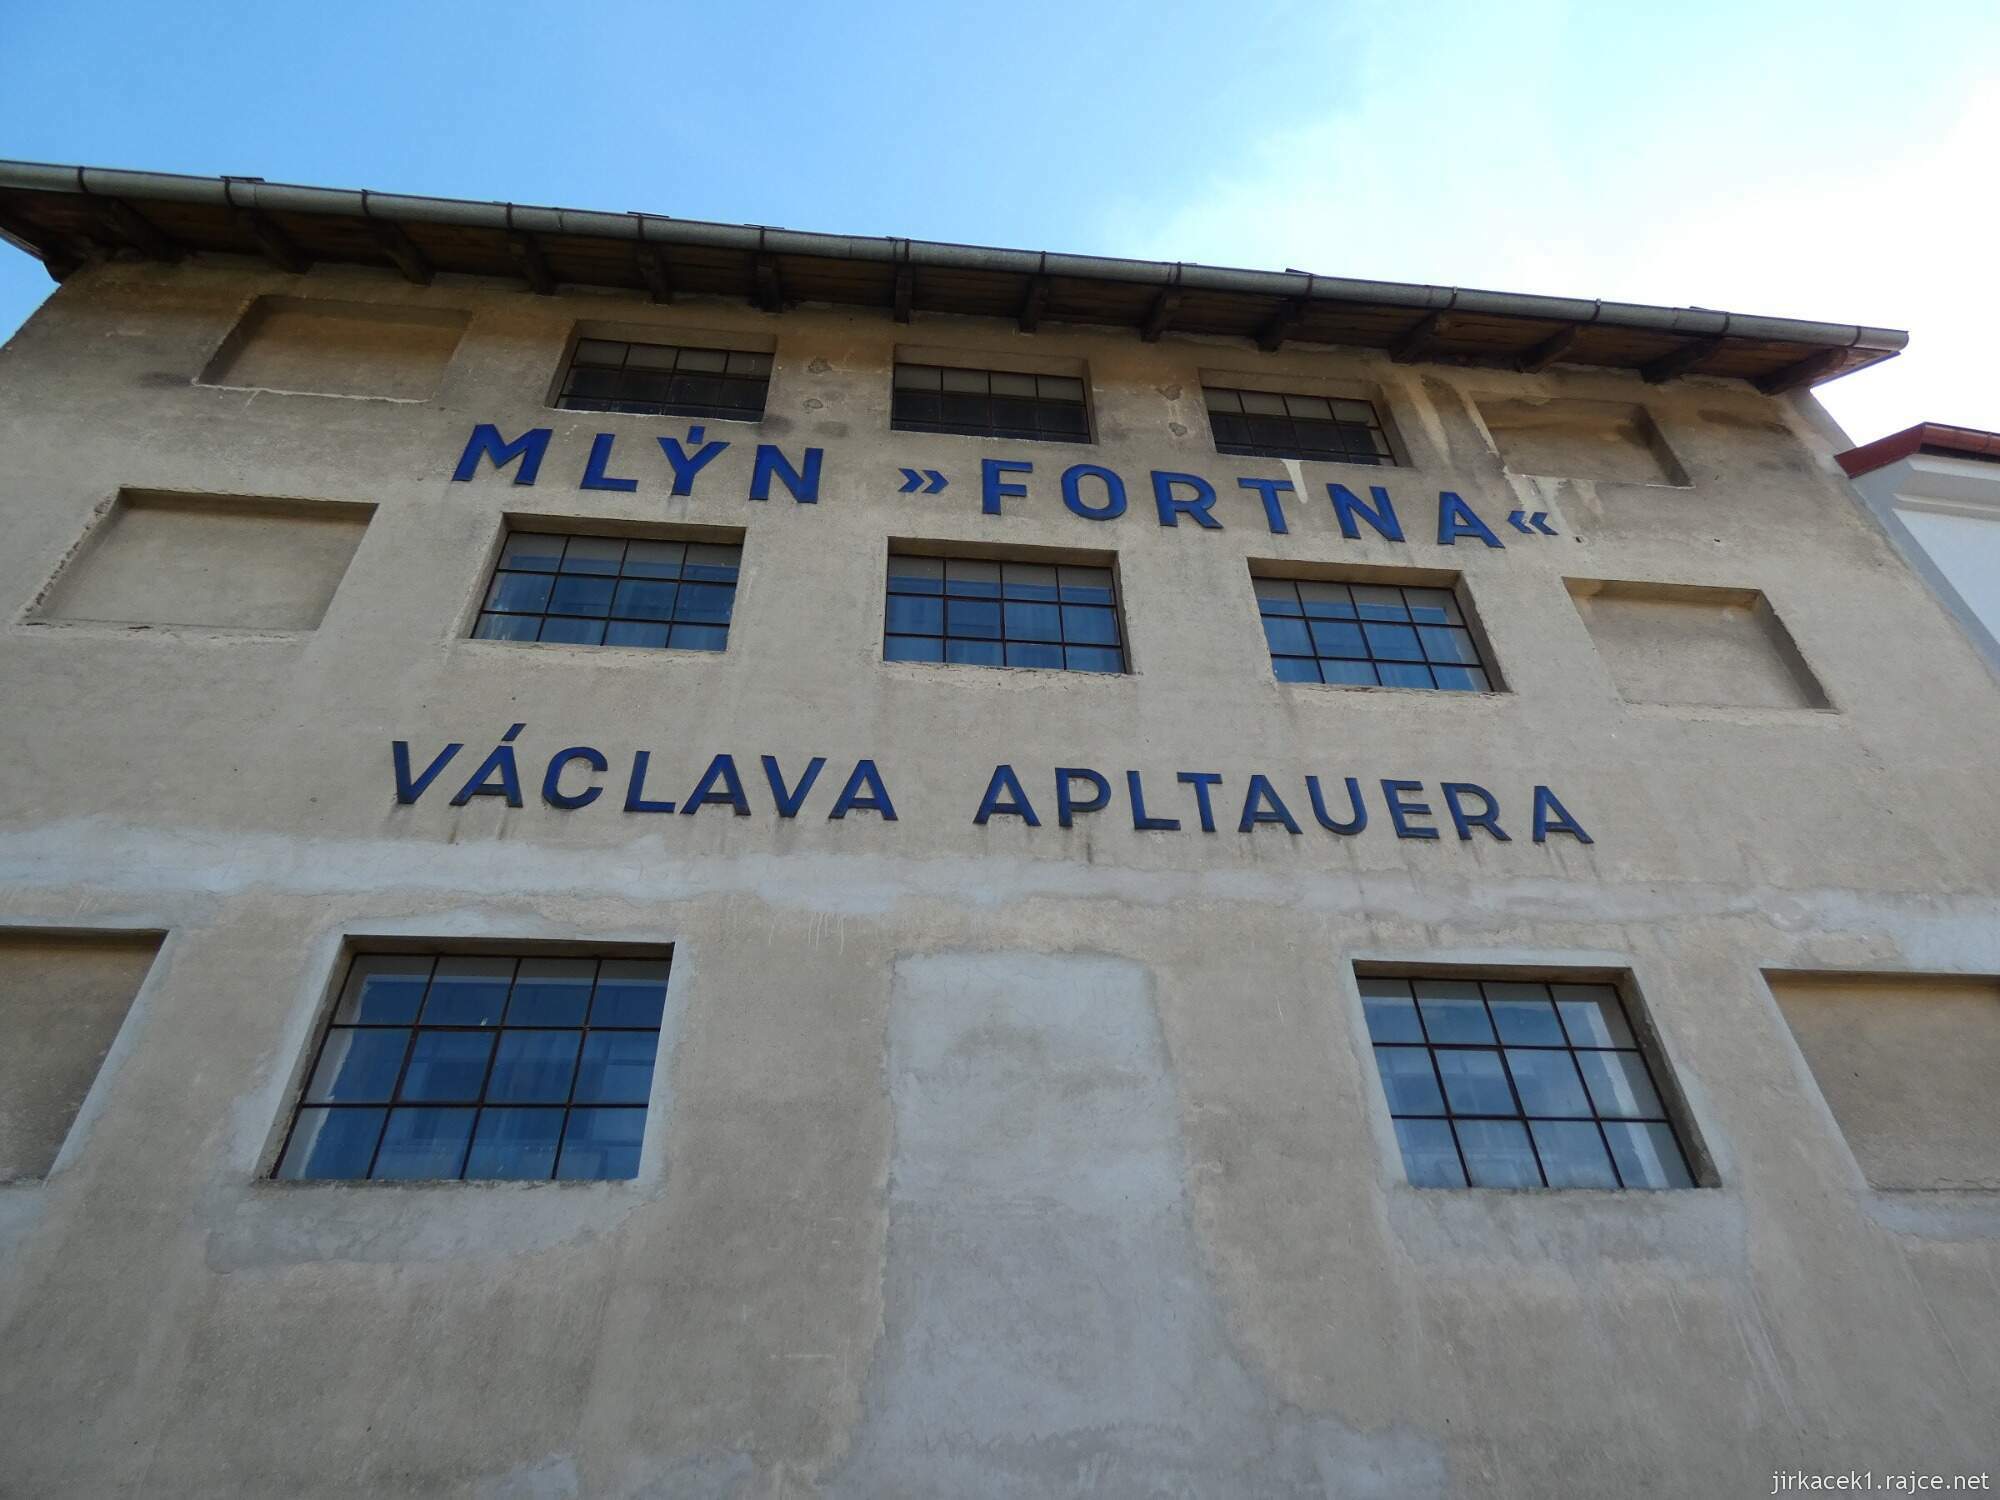 MLÝN »FORTNA«
VÁCLAVA APLTAUERA
jirkacek1.rajce.net